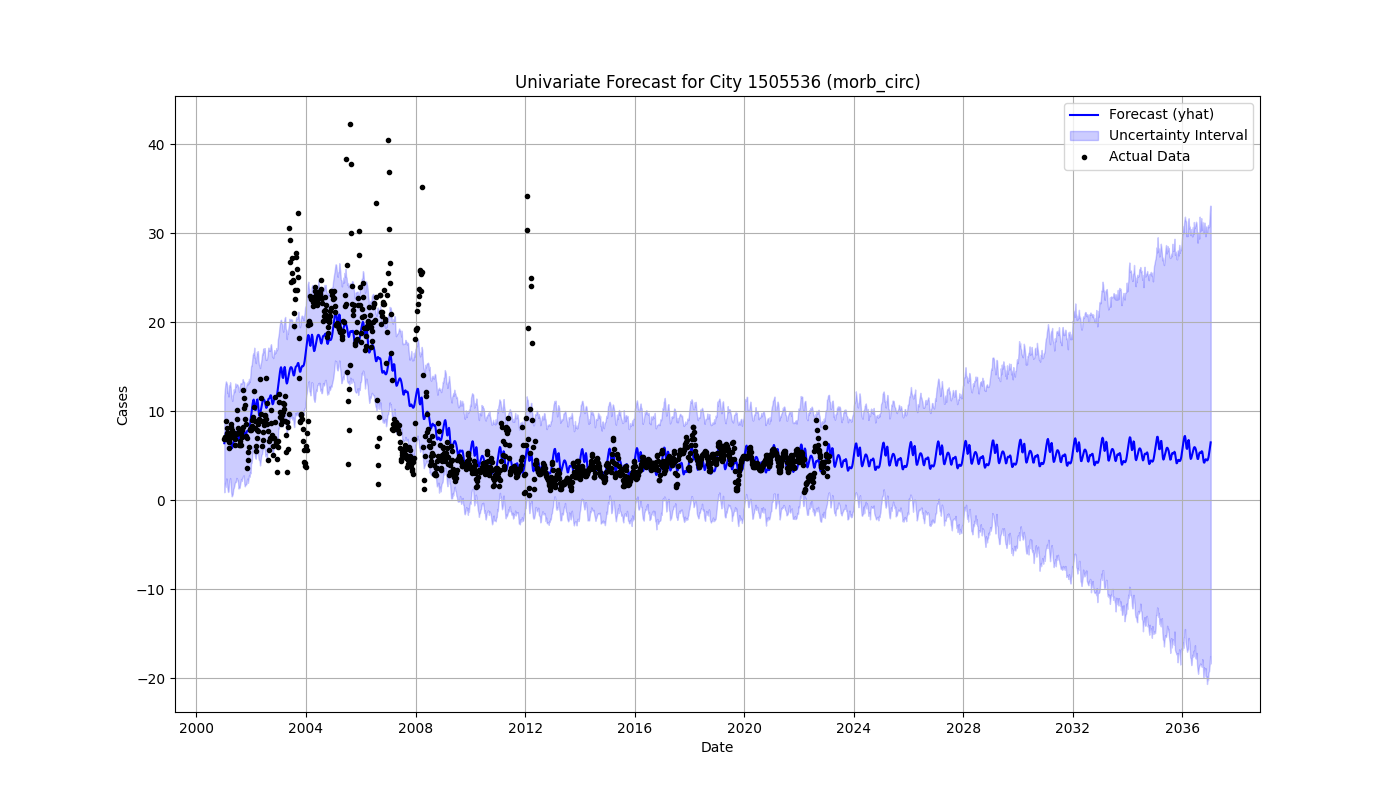 Univariate Forecast for City 1505536 (morb_circ)
Forecast (yhat)
Uncertainty Interval
Actual Data
40
30
20
10
0
−10
−20
Cases
2000 2004 2008 2012 2016 2020 2024 2028 2032 2036
Date